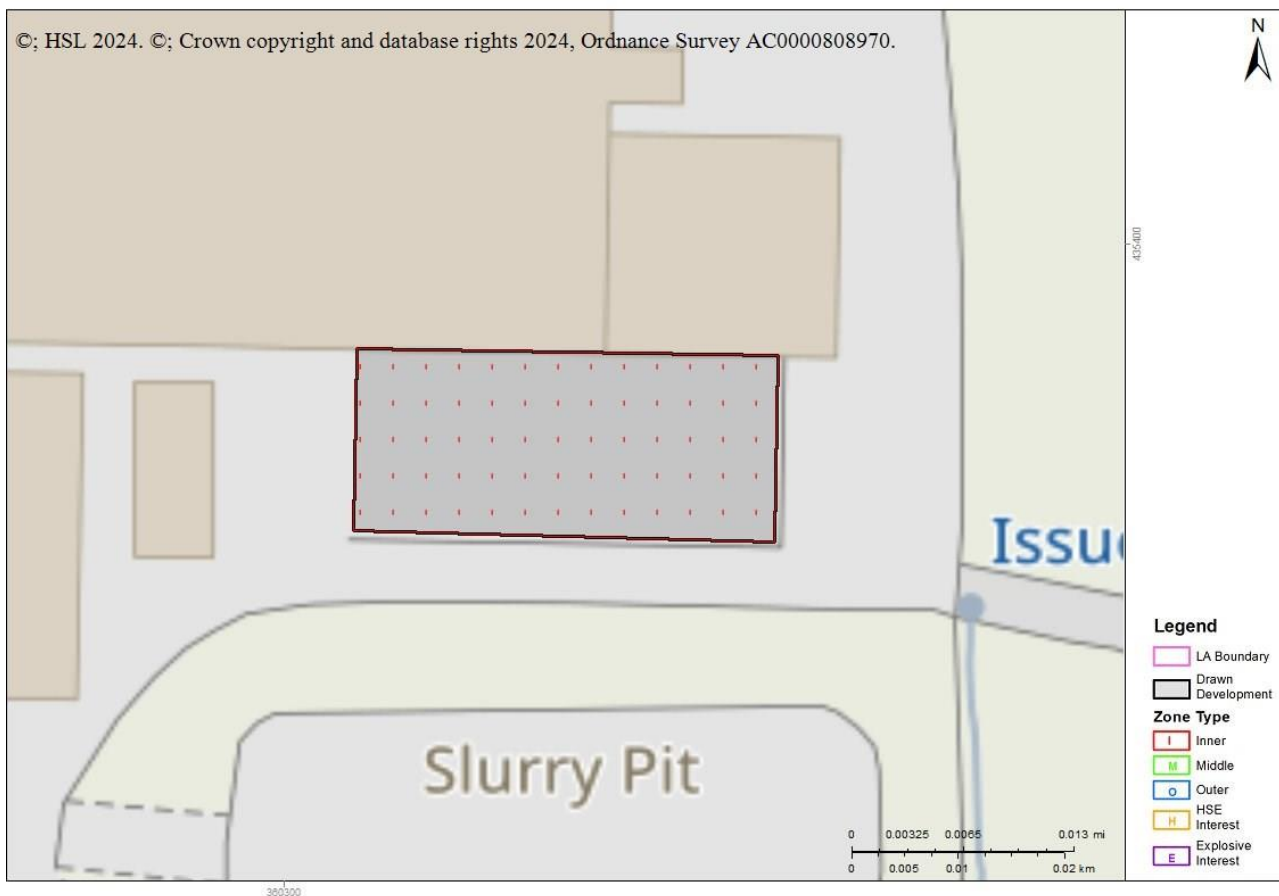 ©; HSL 2024. ©; Crown copyright and database rights 2024, Ordnance Survey AC0000808970.
N
435400
Issue
Slurry Pit
Legend
LA Boundary
Drawn
Development
Zone Type
I Inner
M Middle
O Outer
H HSE
Interest
E Explosive
Interest
0 0.00325 0.0065 0.013 mi
0 0.005 0.01 0.02 km
360300